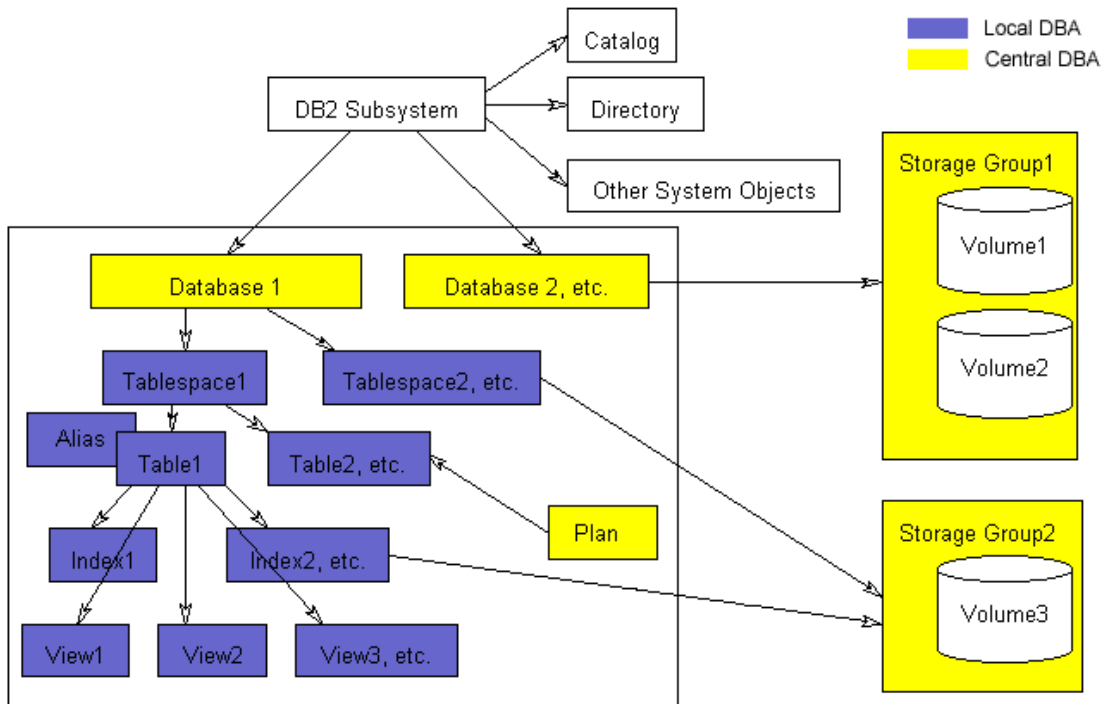 Catalog
Local DBA
Central DBA
DB2 Subsystem
Directory
Other System Objects
Storage Group1
Volume1
Volume2
Database 1
Database 2, etc.
Tablespace1
Tablespace2, etc.
Alias
Table1
Table2, etc.
Plan
Index1
Index2, etc.
View1
View2
View3, etc.
Storage Group2
Volume3